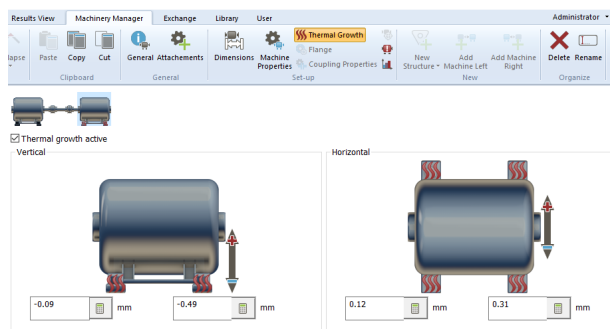 Results View Machinery Manager Exchange Library User Administrator
lapse Paste Copy Cut General Attachements Dimensions Machine Properties Thermal Growth Flange Coupling Properties New Structure Add Machine Left Add Machine Right Delete Rename
Clipboard General Set-up New Organize
Thermal growth active
Vertical Horizontal
-0.09 mm -0.49 mm 0.12 mm 0.31 mm